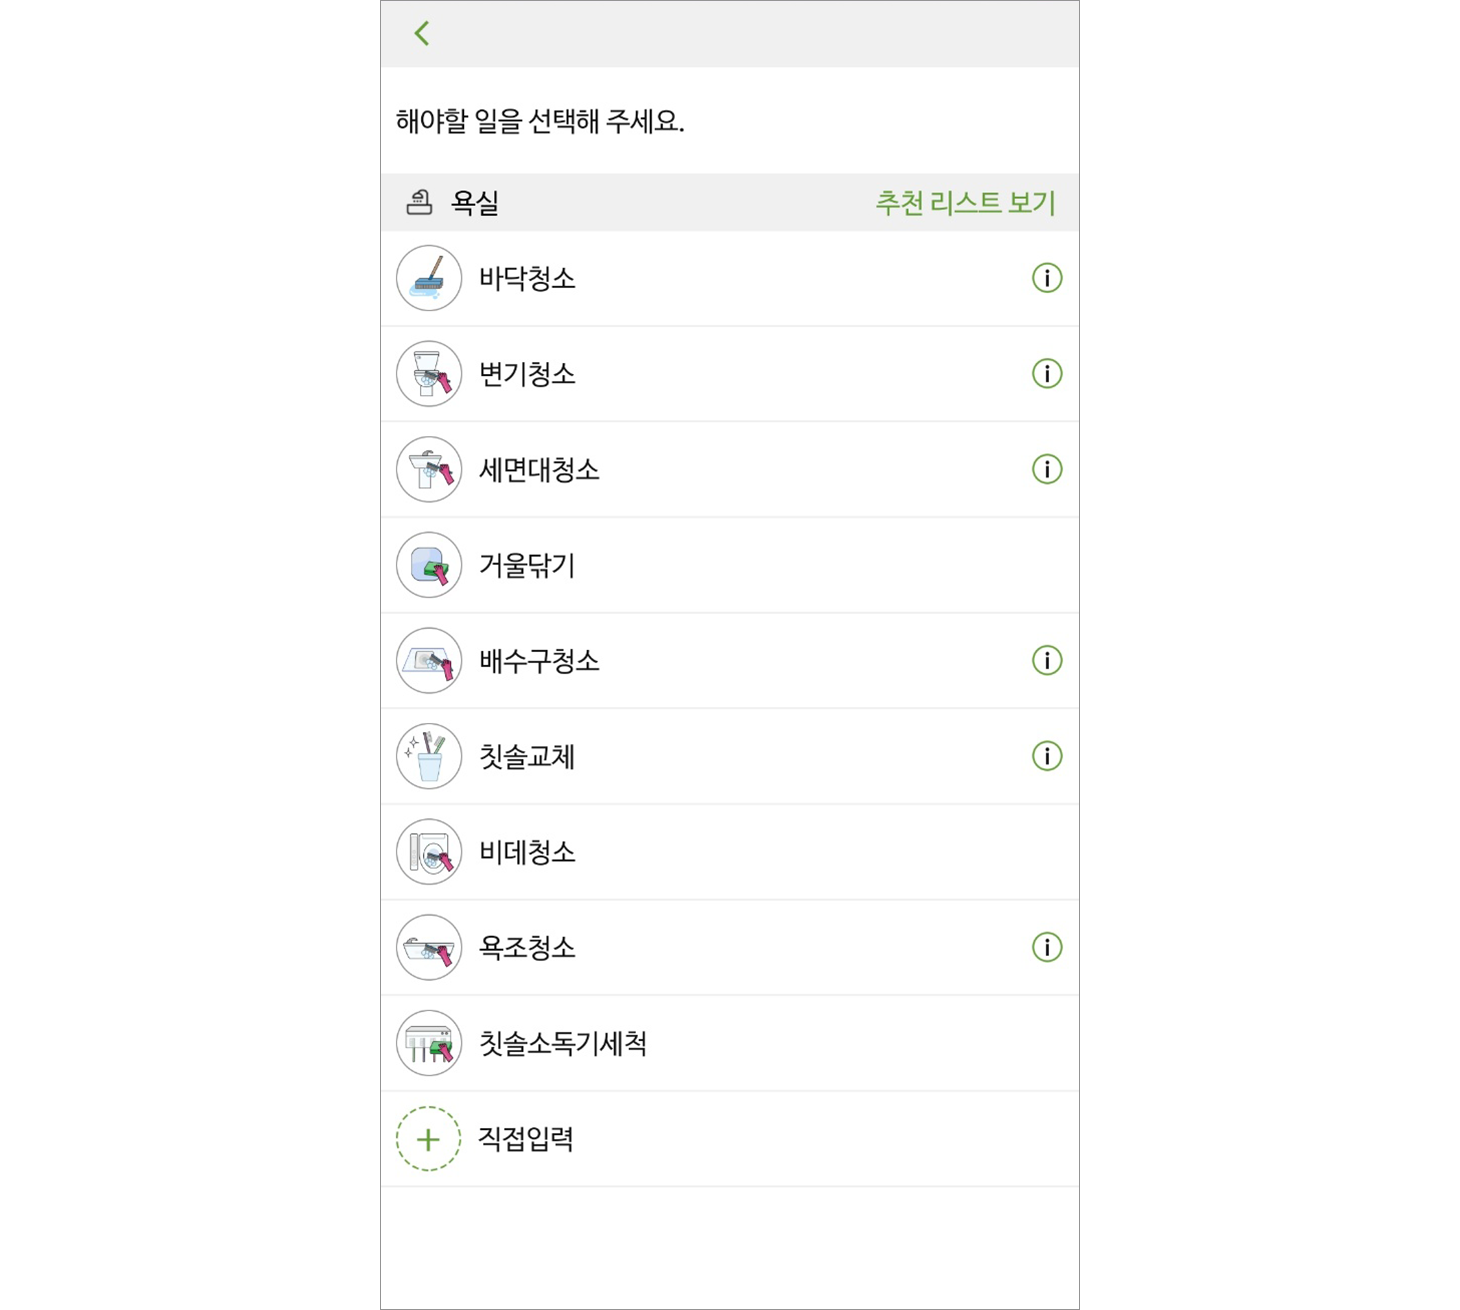 해야할 일을 선택해 주세요.
욕실 추천 리스트 보기
바닥청소
변기청소
세면대청소
거울닦기
배수구청소
칫솔교체
비데청소
욕조청소
칫솔소독기세척
직접입력